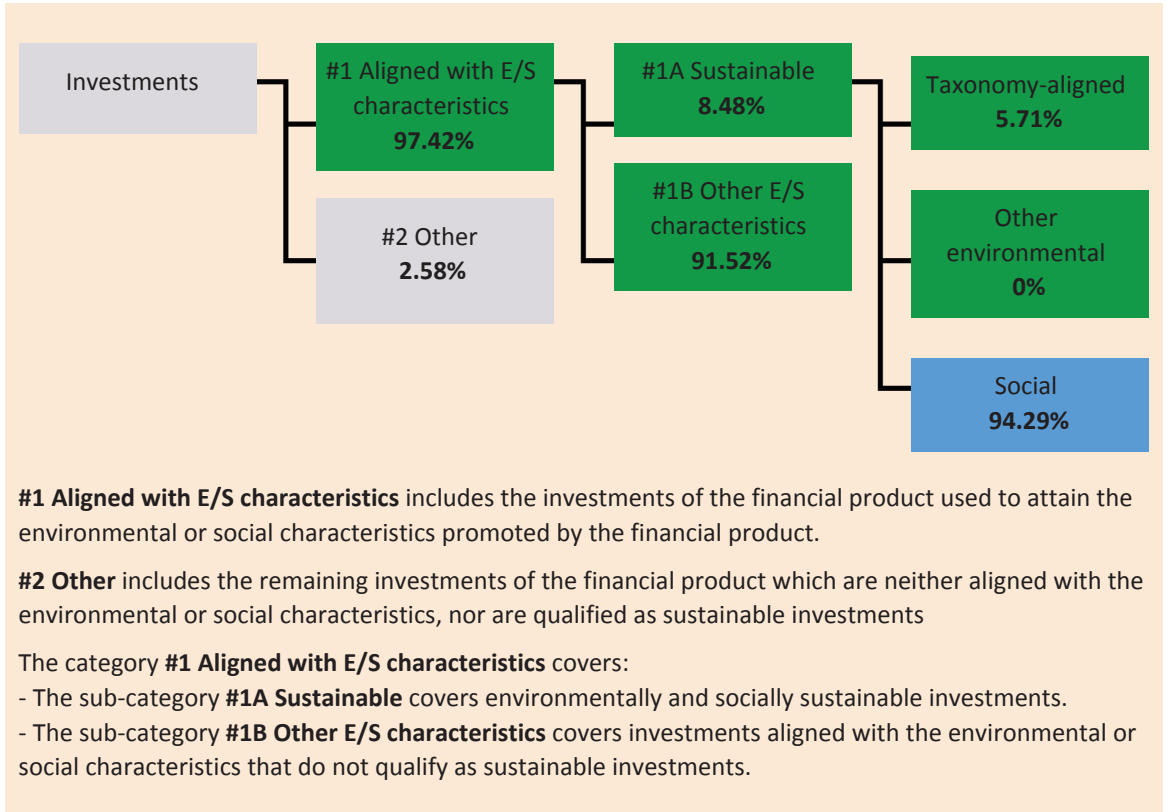 Investments
#1 Aligned with E/S
characteristics
97.42%
#2 Other
2.58%
#1A Sustainable
8.48%
#1B Other E/S
characteristics
91.52%
Taxonomy-aligned
5.71%
Other
environmental
0%
Social
94.29%
#1 Aligned with E/S characteristics includes the investments of the financial product used to attain the
environmental or social characteristics promoted by the financial product.
#2 Other includes the remaining investments of the financial product which are neither aligned with the
environmental or social characteristics, nor are qualified as sustainable investments
The category #1 Aligned with E/S characteristics covers:
- The sub-category #1A Sustainable covers environmentally and socially sustainable investments.
- The sub-category #1B Other E/S characteristics covers investments aligned with the environmental or
social characteristics that do not qualify as sustainable investments.